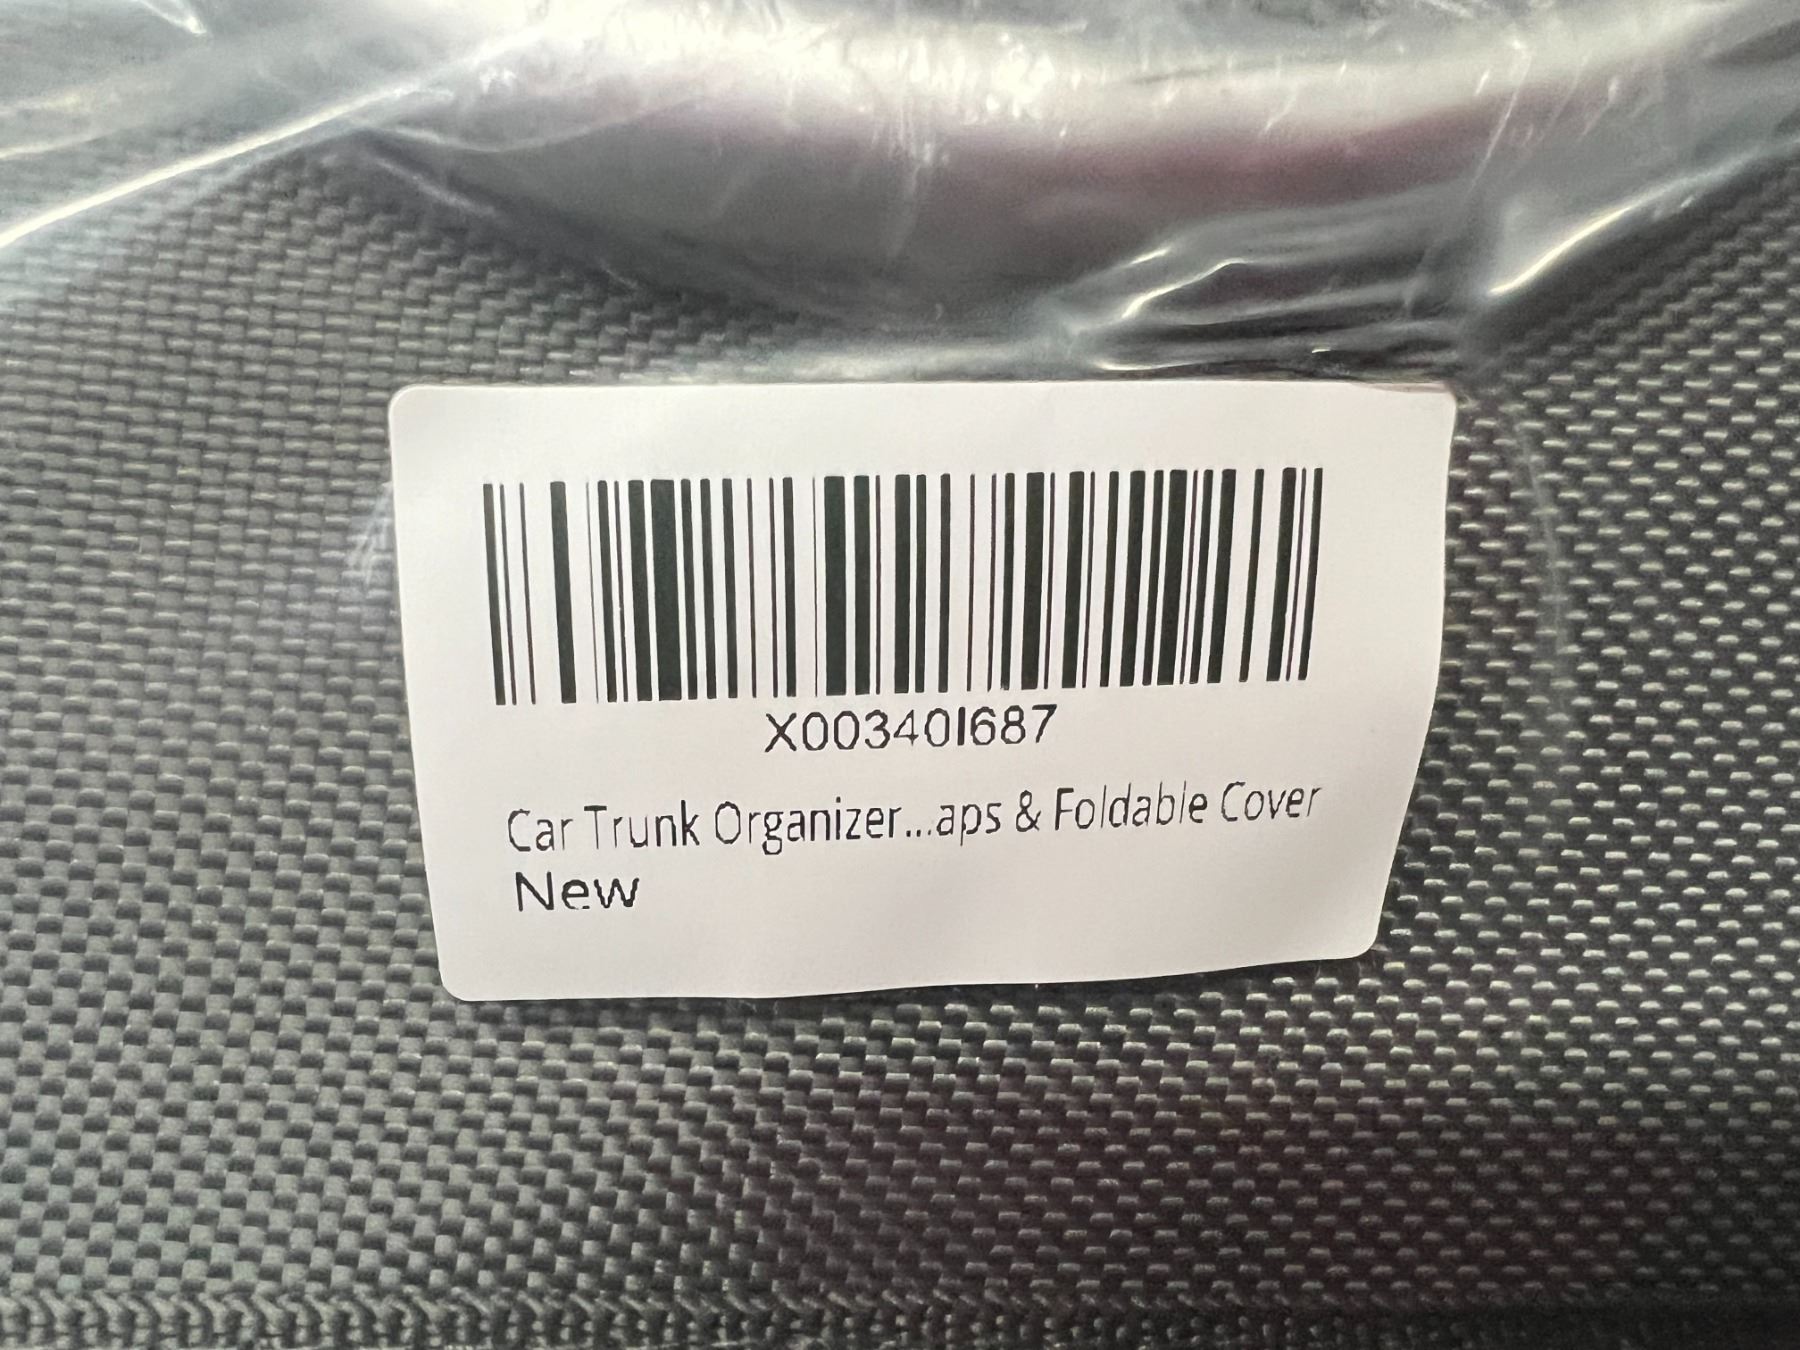 X00340I687
Car Trunk Organizer...aps & Foldable Cover
New